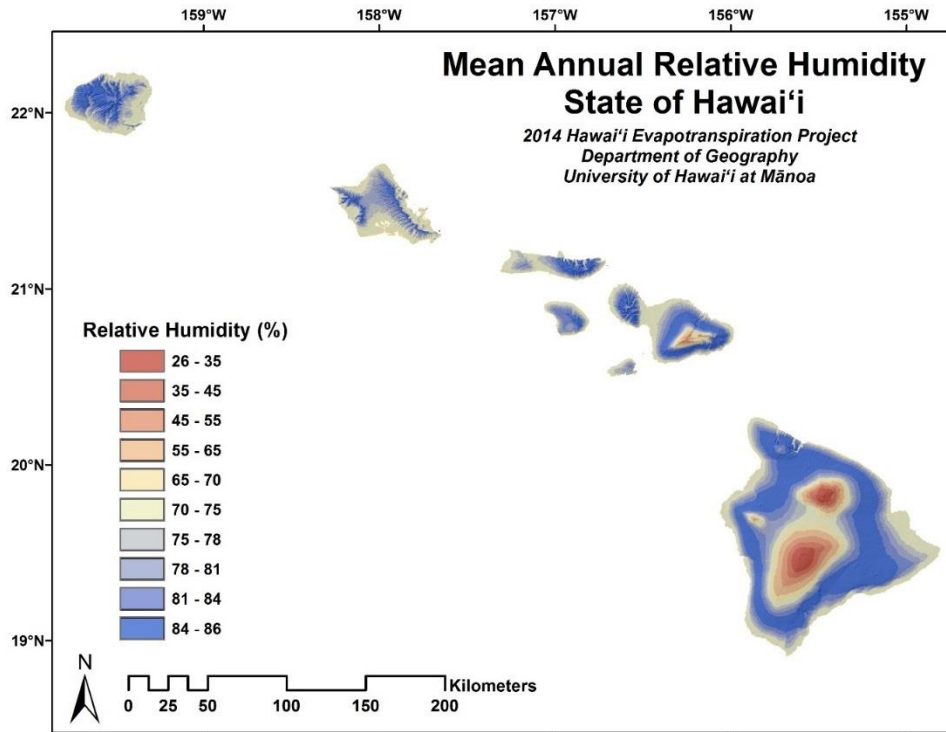 159°W 158°W 157°W 156°W 155°W
Mean Annual Relative Humidity
State of Hawai‘i
2014 Hawai‘i Evapotranspiration Project
Department of Geography
University of Hawai‘i at Mānoa
22°N
21°N
20°N
19°N
Relative Humidity (%)
26 - 35
35 - 45
45 - 55
55 - 65
65 - 70
70 - 75
75 - 78
78 - 81
81 - 84
84 - 86
N
Kilometers
0 25 50 100 150 200